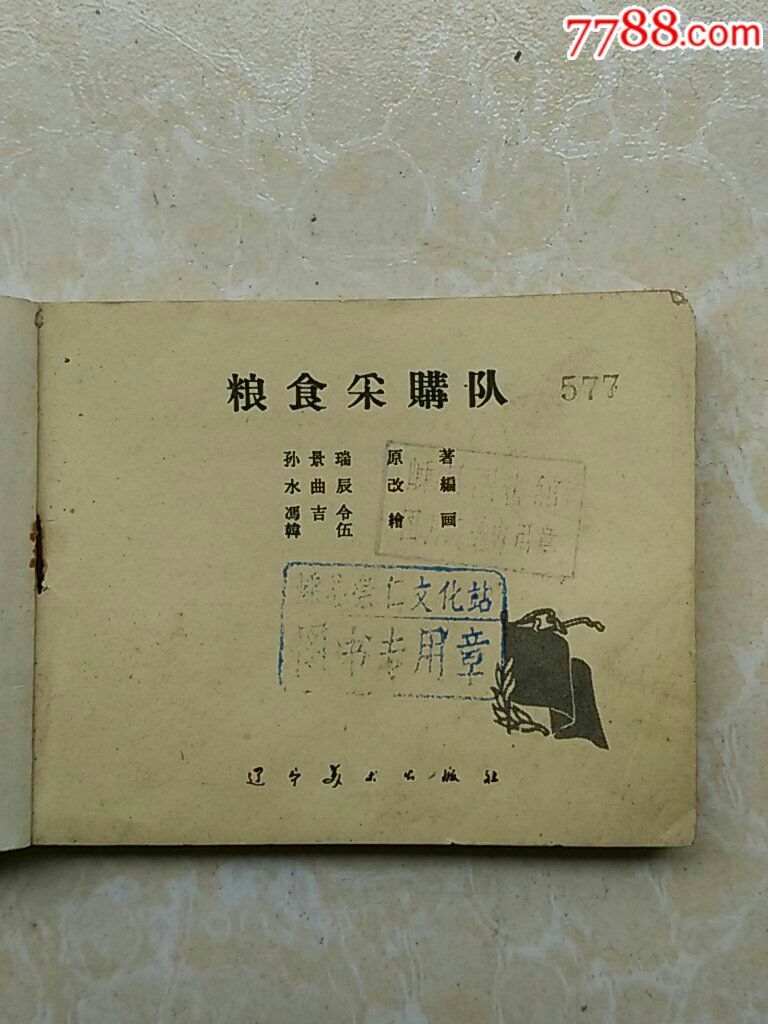 7788.com
粮食采購队 577
孙景瑞 原著
水曲辰 改編
馮吉令
韓伍 繪画
仁文化站
图书专用章
辽宁美术出版社